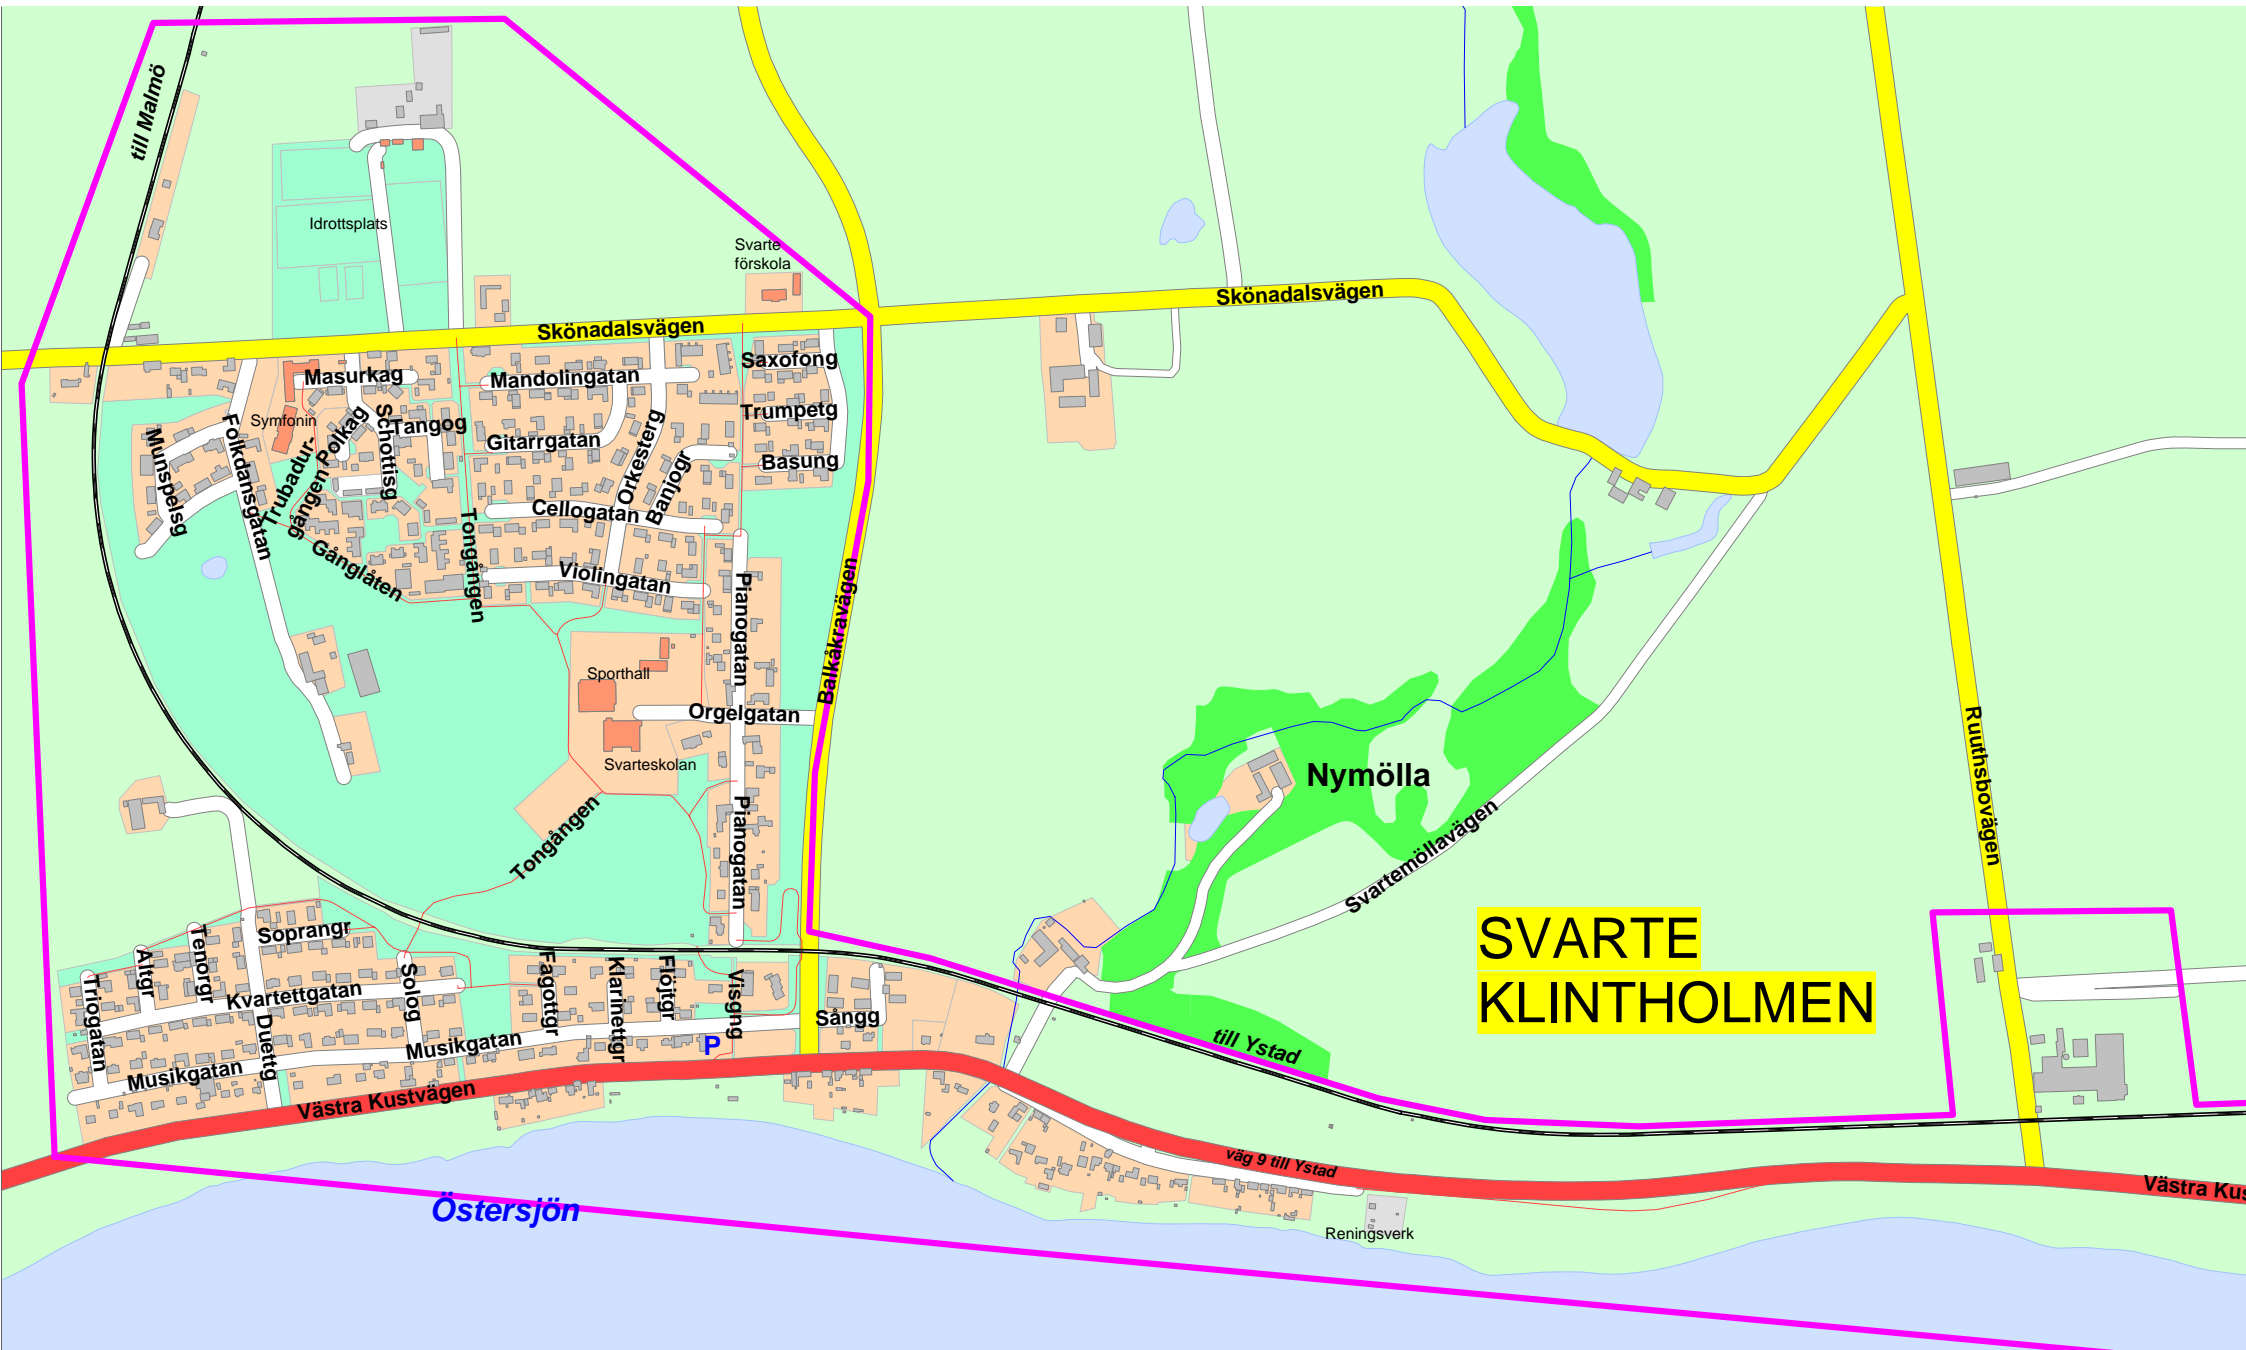 till Malmö
Idrottsplats
Svarte
förskola
Skönadalsvägen
Skönadalsvägen
Masurkag
Mandolingatan
Saxofong
Symfonin
Folkdansgatan
Munspelsg
Trubadur-
gången
Polkag
Schottisg
Tangog
Gitarrgatan
Orkesterg
Banjogr
Trumpetg
Basung
Cellogatan
Gånglåten
Tongången
Violingatan
Pianogatan
Balkåkravägen
Sporthall
Orgelgatan
Svarteskolan
Pianogatan
Tongången
Nymölla
Svartemöllavägen
Ruuthsbovägen
SVARTE
KLINTHOLMEN
Soprangr
Tenorgr
Altgr
Triogatan
Kvartettgatan
Duettg
Solog
Fagottgr
Klarinettgr
Flöjtgr
Visgng
Sångg
P
Musikgatan
Musikgatan
Västra Kustvägen
till Ystad
väg 9 till Ystad
Västra Kus
Östersjön
Reningsverk